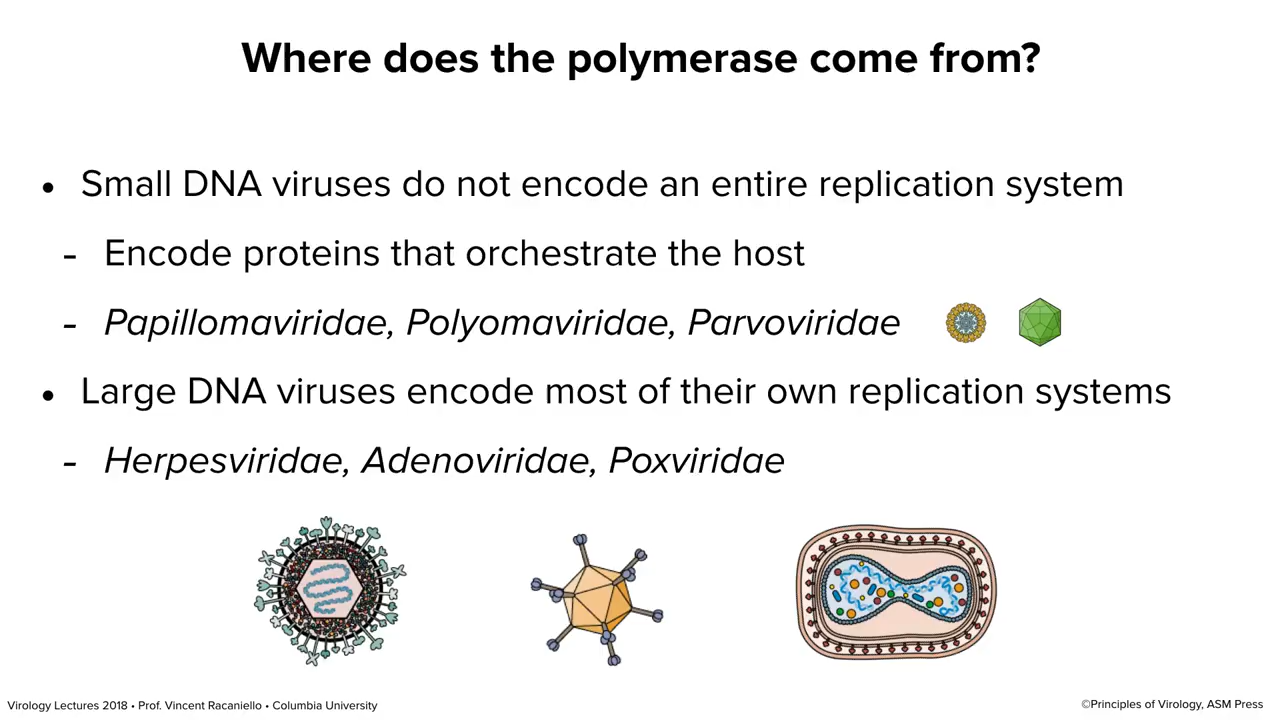 Where does the polymerase come from?
• Small DNA viruses do not encode an entire replication system
- Encode proteins that orchestrate the host
- Papillomaviridae, Polyomaviridae, Parvoviridae
• Large DNA viruses encode most of their own replication systems
- Herpesviridae, Adenoviridae, Poxviridae
Virology Lectures 2018 • Prof. Vincent Racaniello • Columbia University
©Principles of Virology, ASM Press